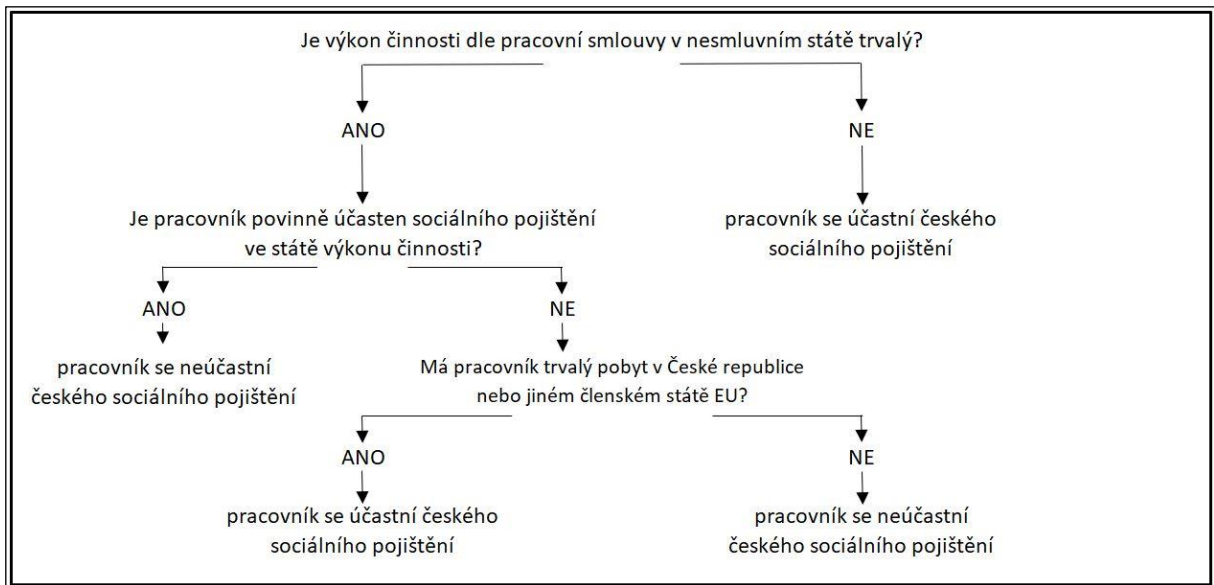 Je výkon činnosti dle pracovní smlouvy v nesmluvním státě trvalý?
ANO
NE
Je pracovník povinně účasten sociálního pojištění
ve státě výkonu činnosti?
pracovník se účastní českého
sociálního pojištění
ANO
NE
pracovník se neúčastní
českého sociálního pojištění
Má pracovník trvalý pobyt v České republice
nebo jiném členském státě EU?
ANO
NE
pracovník se účastní českého
sociálního pojištění
pracovník se neúčastní
českého sociálního pojištění